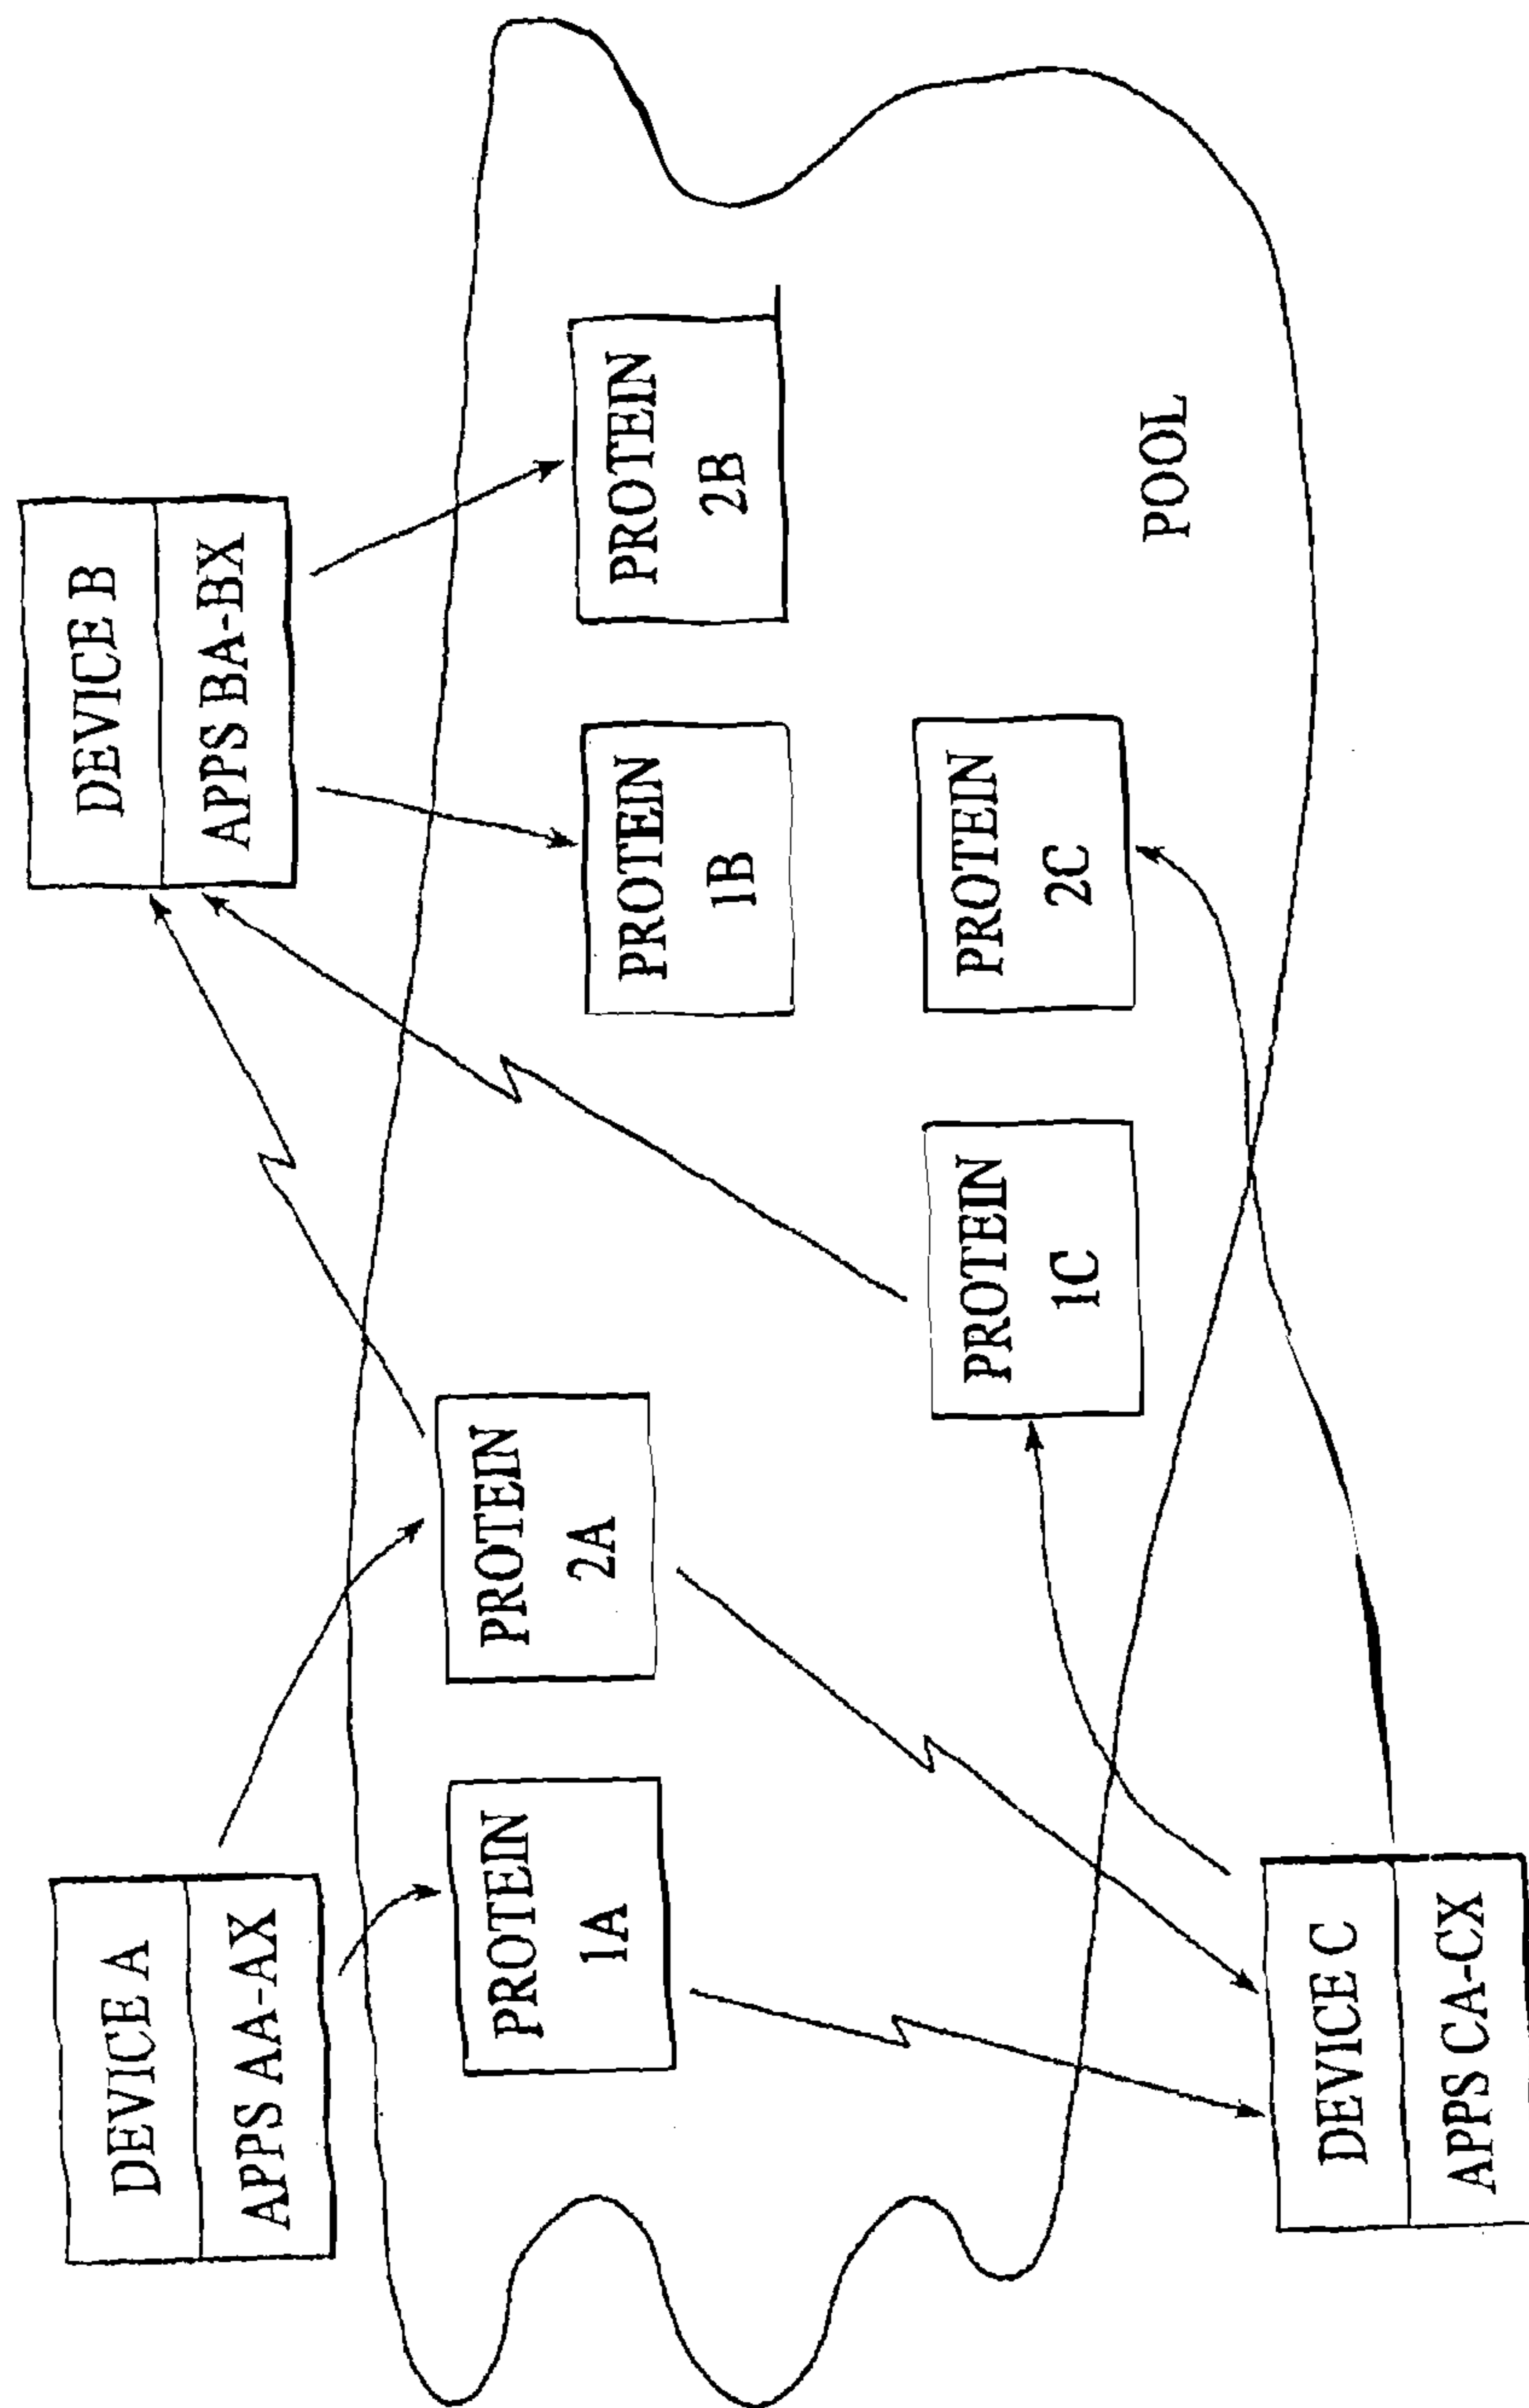 DEVICE A
APPS AA-AX
DEVICE B
APPS BA-BX
PROTEIN
1A
PROTEIN
2A
PROTEIN
1B
PROTEIN
2B
PROTEIN
1C
PROTEIN
2C
POOL
DEVICE C
APPS CA-CX